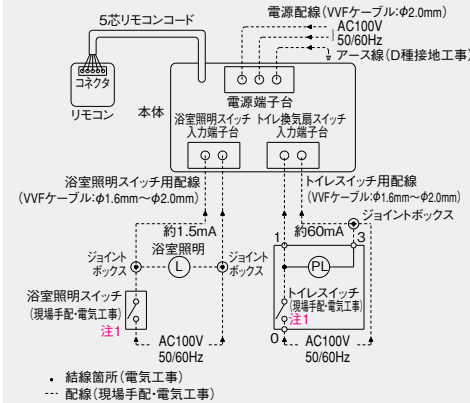 5芯リモコンコード
電源配線(VVFケーブル:φ2.0mm)
AC100V
50/60Hz
アース線(D種接地工事)
コネクタ
リモコン
本体
電源端子台
浴室照明スイッチ
入力端子台
トイレ換気扇スイッチ
入力端子台
浴室照明スイッチ用配線
(VVFケーブル:φ1.6mm～φ2.0mm)
トイレスイッチ用配線
(VVFケーブル:φ1.6mm～φ2.0mm)
ジョイントボックス
約1.5mA
約60mA
浴室照明
1
3
ジョイント
ボックス
L
ジョイント
ボックス
PL
浴室照明スイッチ
(現場手配・電気工事)
注1
トイレスイッチ
(現場手配・電気工事)
注1
0
AC100V
50/60Hz
AC100V
50/60Hz
• 結線箇所(電気工事)
--- 配線(現場手配・電気工事)